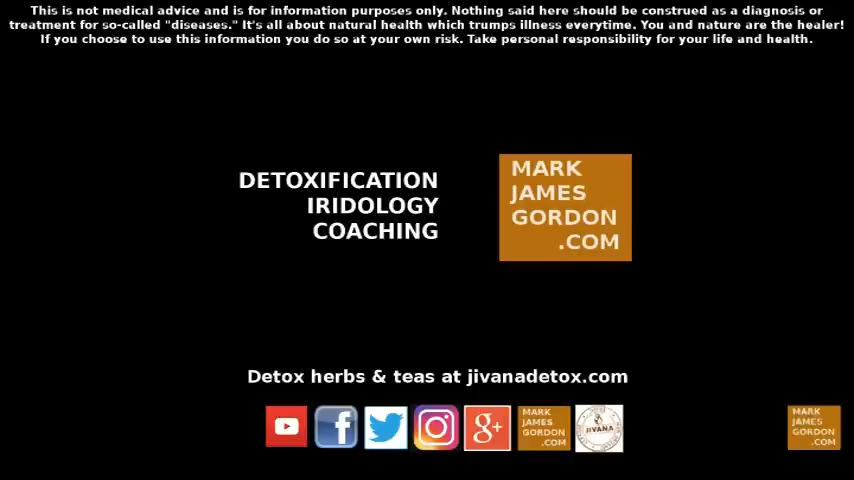 This is not medical advice and is for information purposes only. Nothing said here should be construed as a diagnosis or
treatment for so-called "diseases." It's all about natural health which trumps illness everytime. You and nature are the healer!
If you choose to use this information you do so at your own risk. Take personal responsibility for your life and health.
DETOXIFICATION
IRIDOLOGY
COACHING
MARK
JAMES
GORDON
.COM
Detox herbs & teas at jivanadetox.com
f
g+
MARK
JAMES
GORDON
.COM
JIVANA
MARK
JAMES
GORDON
.COM